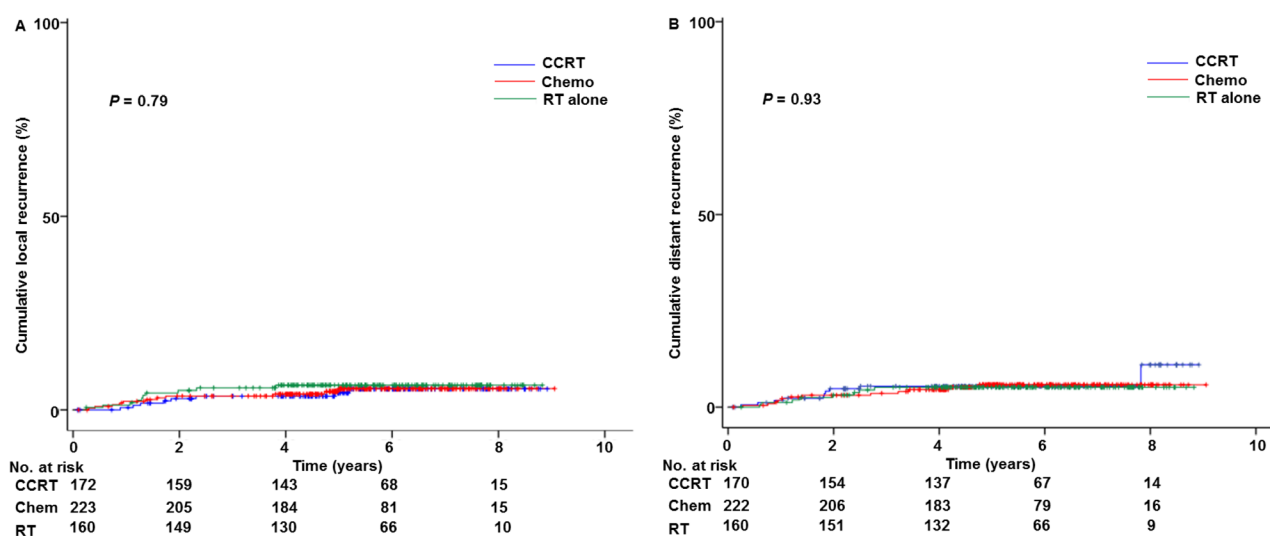 A
100
50
0
Cumulative local recurrence (%)
P = 0.79
CCRT
Chemo
RT alone
0 2 4 6 8 10
Time (years)
No. at risk
CCRT 172 159 143 68 15
Chem 223 205 184 81 15
RT 160 149 130 66 10
B
100
50
0
Cumulative distant recurrence (%)
P = 0.93
CCRT
Chemo
RT alone
0 2 4 6 8 10
Time (years)
No. at risk
CCRT 170 154 137 67 14
Chem 222 206 183 79 16
RT 160 151 132 66 9